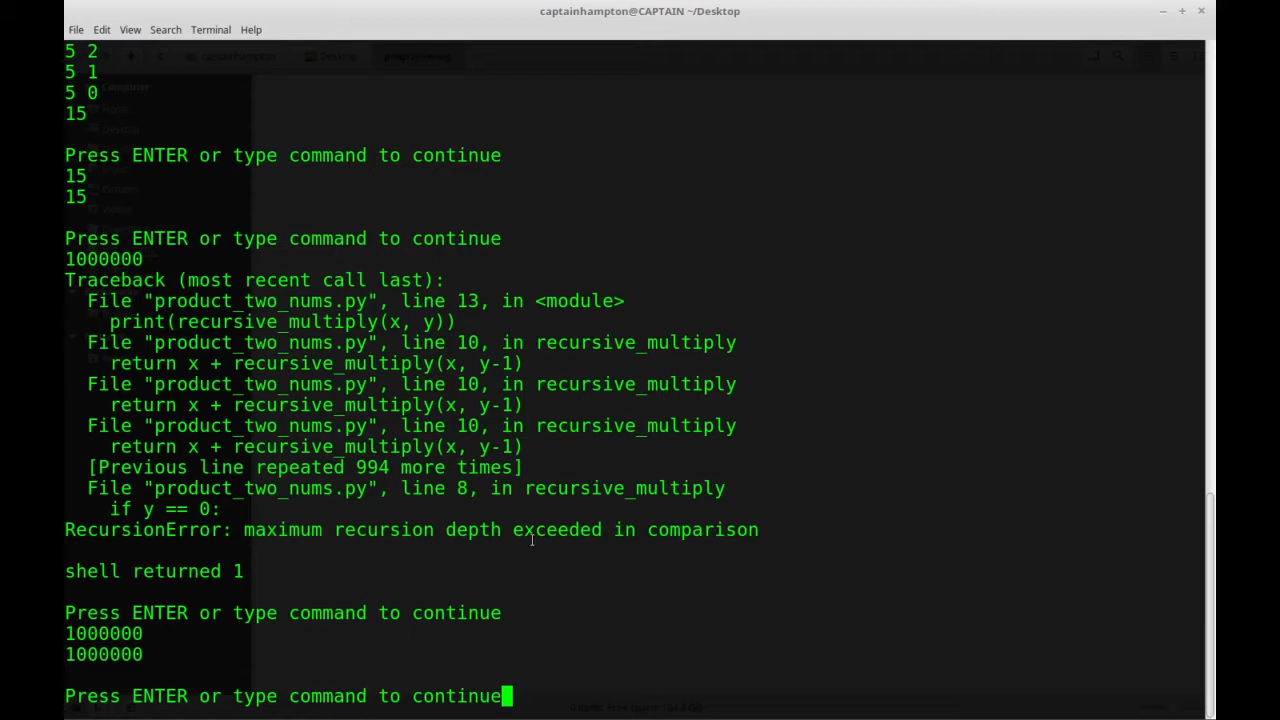 captainhampton@CAPTAIN ~/Desktop
File Edit View Search Terminal Help
5 2
5 1
5 0
15
Press ENTER or type command to continue
15
15
Press ENTER or type command to continue
1000000
Traceback (most recent call last):
File "product_two_nums.py", line 13, in <module>
print(recursive_multiply(x, y))
File "product_two_nums.py", line 10, in recursive_multiply
return x + recursive_multiply(x, y-1)
File "product_two_nums.py", line 10, in recursive_multiply
return x + recursive_multiply(x, y-1)
File "product_two_nums.py", line 10, in recursive_multiply
return x + recursive_multiply(x, y-1)
[Previous line repeated 994 more times]
File "product_two_nums.py", line 8, in recursive_multiply
if y == 0:
RecursionError: maximum recursion depth exceeded in comparison
shell returned 1
Press ENTER or type command to continue
1000000
1000000
Press ENTER or type command to continue